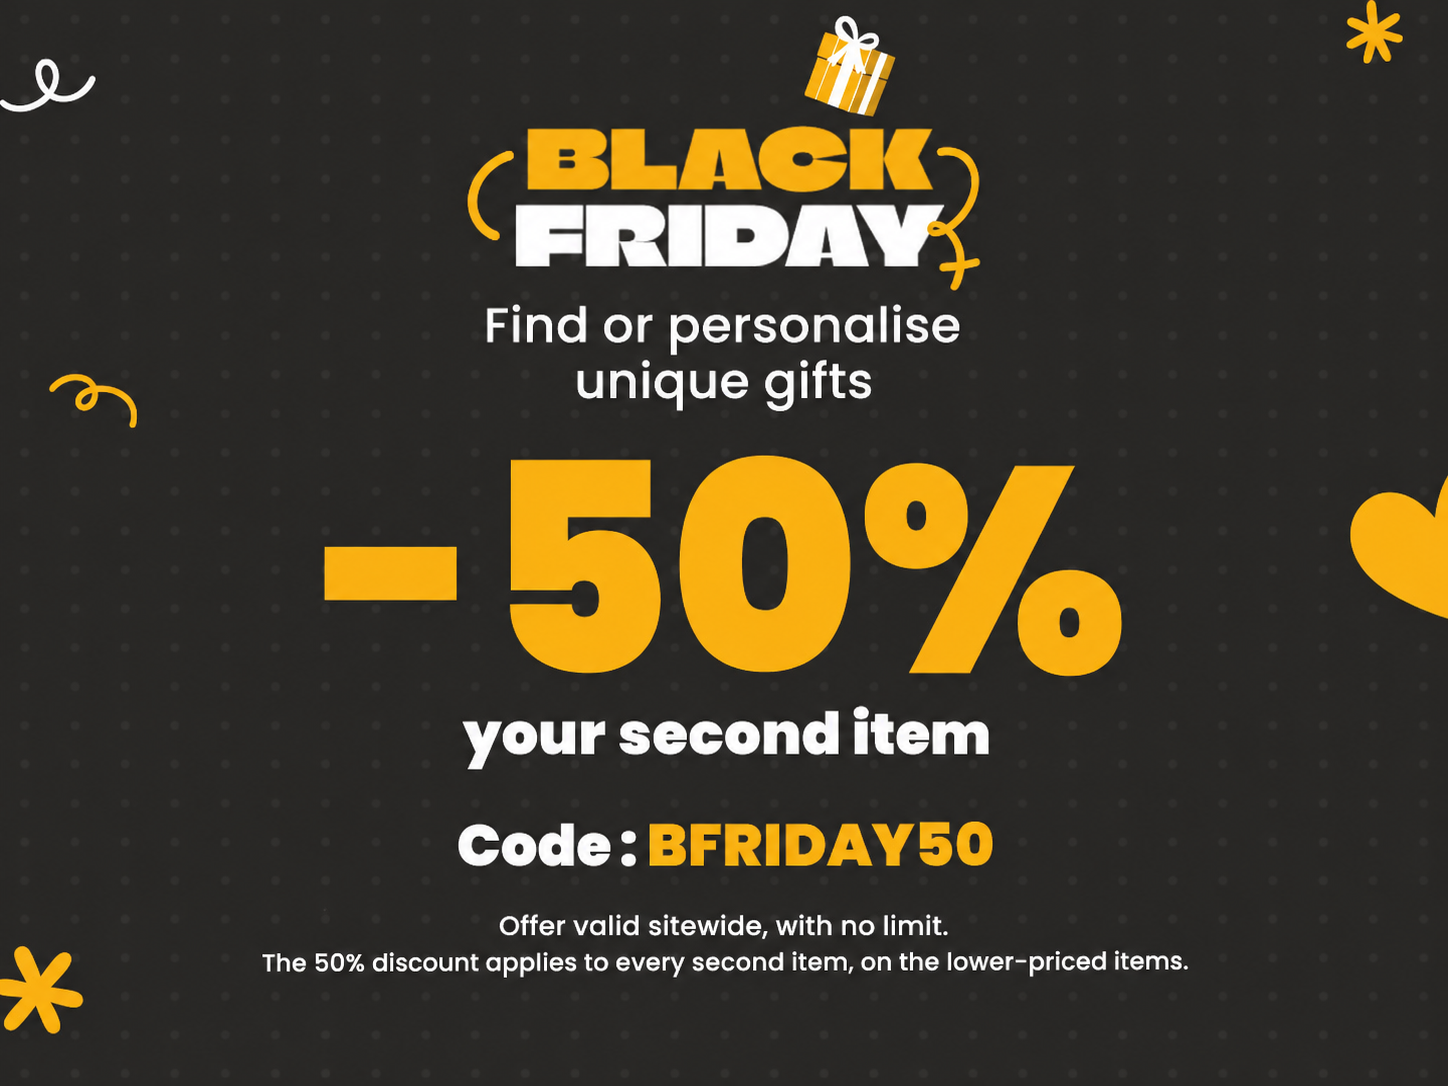 BLACK
FRIDAY
Find or personalise
unique gifts
-50%
your second item
Code : BFRIDAY50
Offer valid sitewide, with no limit.
The 50% discount applies to every second item, on the lower-priced items.